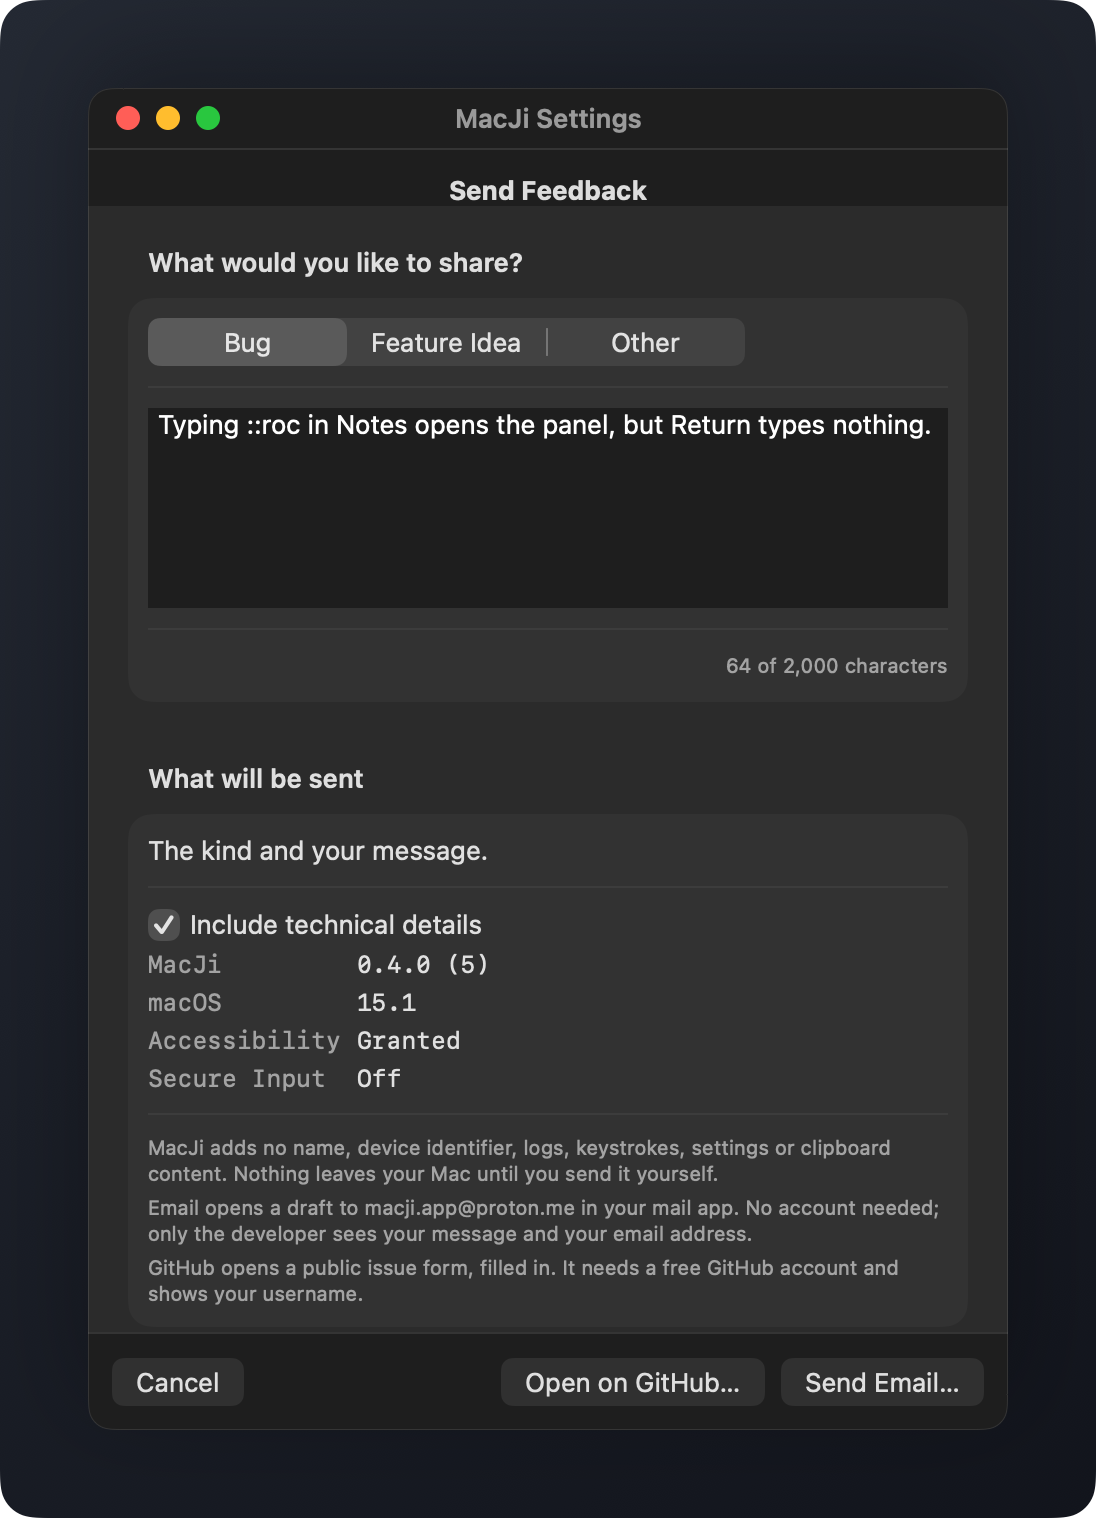 MacJi Settings
Send Feedback
What would you like to share?
Bug
Feature Idea
Other
Typing ::roc in Notes opens the panel, but Return types nothing.
64 of 2,000 characters
What will be sent
The kind and your message.
Include technical details
MacJi 0.4.0 (5)
macOS 15.1
Accessibility Granted
Secure Input Off
MacJi adds no name, device identifier, logs, keystrokes, settings or clipboard
content. Nothing leaves your Mac until you send it yourself.
Email opens a draft to macji.app@proton.me in your mail app. No account needed;
only the developer sees your message and your email address.
GitHub opens a public issue form, filled in. It needs a free GitHub account and
shows your username.
Cancel
Open on GitHub...
Send Email...